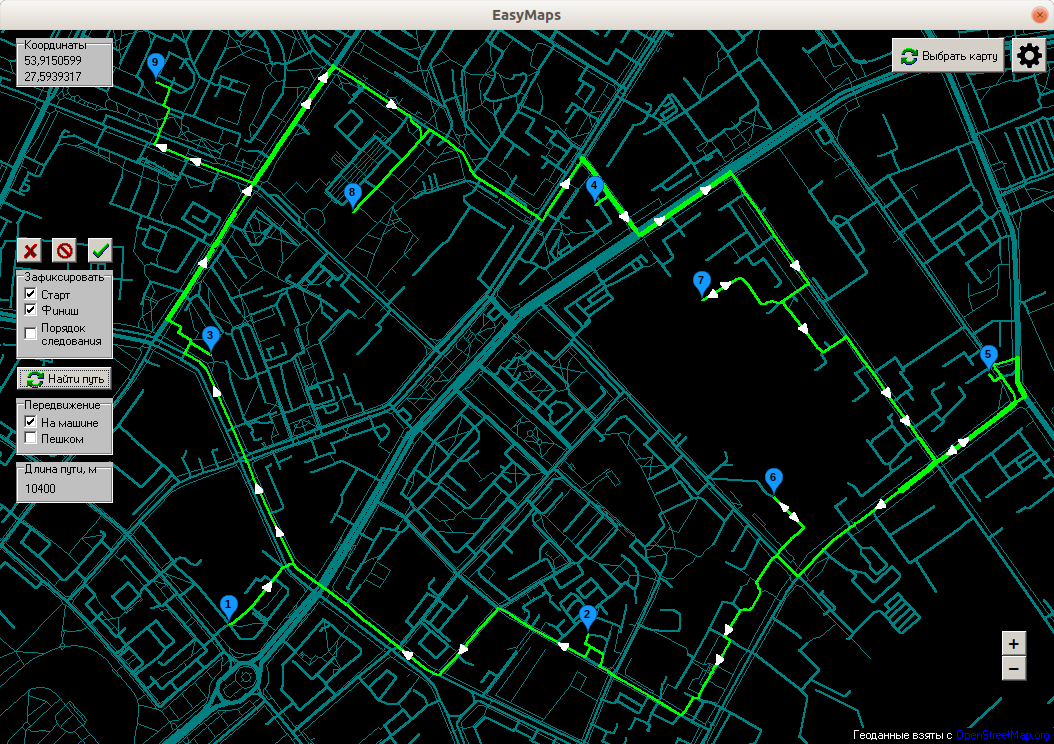 EasyMaps
Координаты
53,9150599
27,5939317
Выбрать карту
9
8
4
7
3
5
6
1
2
Зафиксировать
Старт
Финиш
Порядок
следования
Найти путь
Передвижение
На машине
Пешком
Длина пути, м
10400
+
−
Геоданные взяты с OpenStreetMap.org